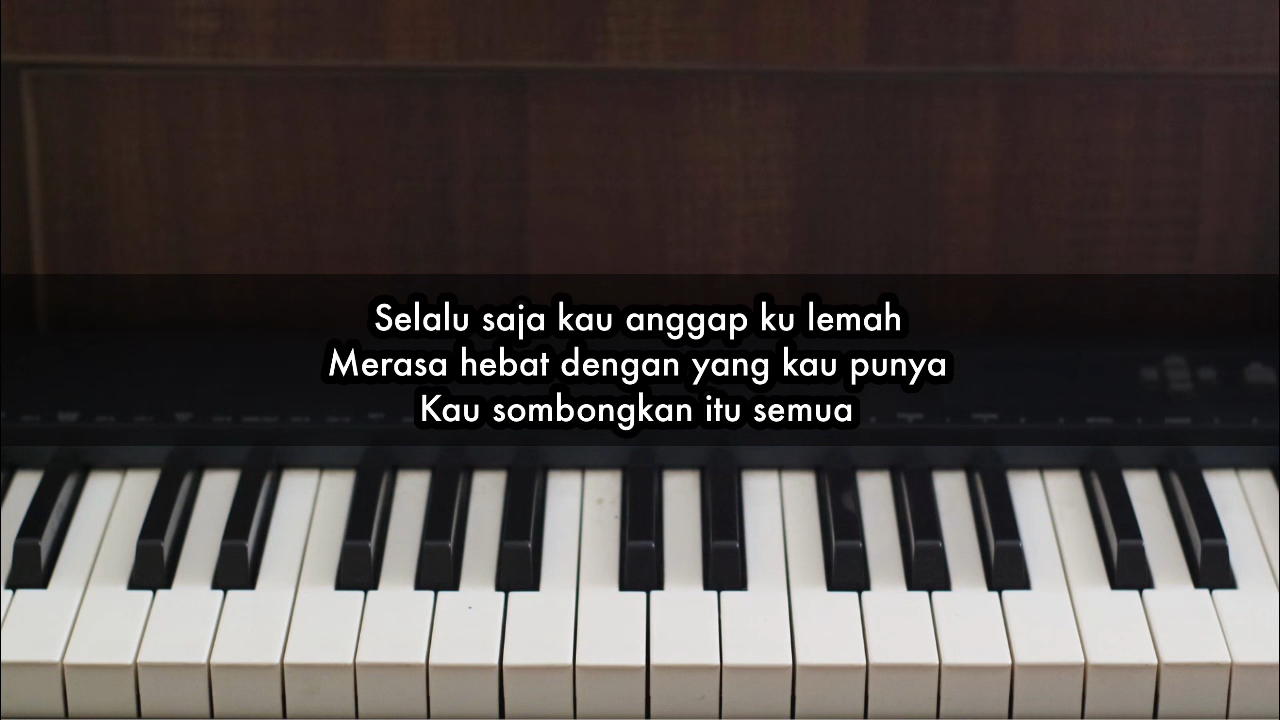 Selalu saja kau anggap ku lemah
Merasa hebat dengan yang kau punya
Kau sombongkan itu semua